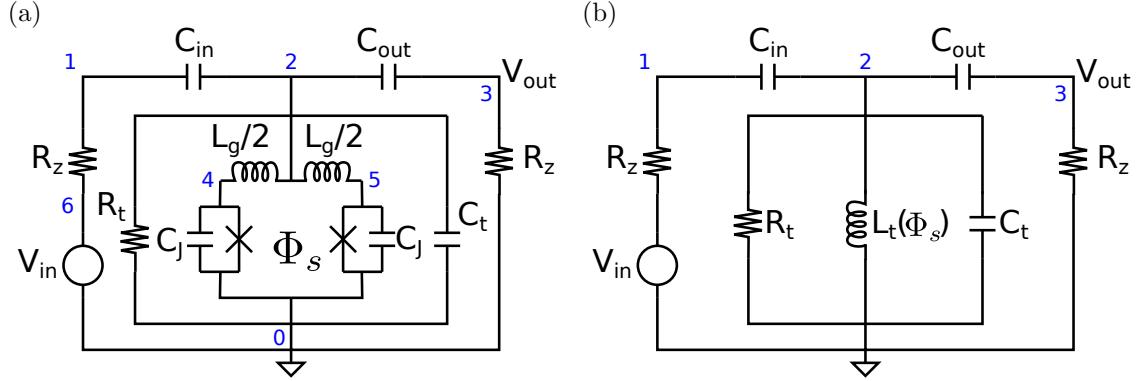 (a)
(b)
C_in
C_out
1
2
V_out
3
L_g/2
L_g/2
R_z
R_z
4
5
6
R_t
C_J
Φ_s
C_J
C_t
V_in
0
C_in
C_out
1
2
V_out
3
R_z
R_z
R_t
L_t(Φ_s)
C_t
V_in